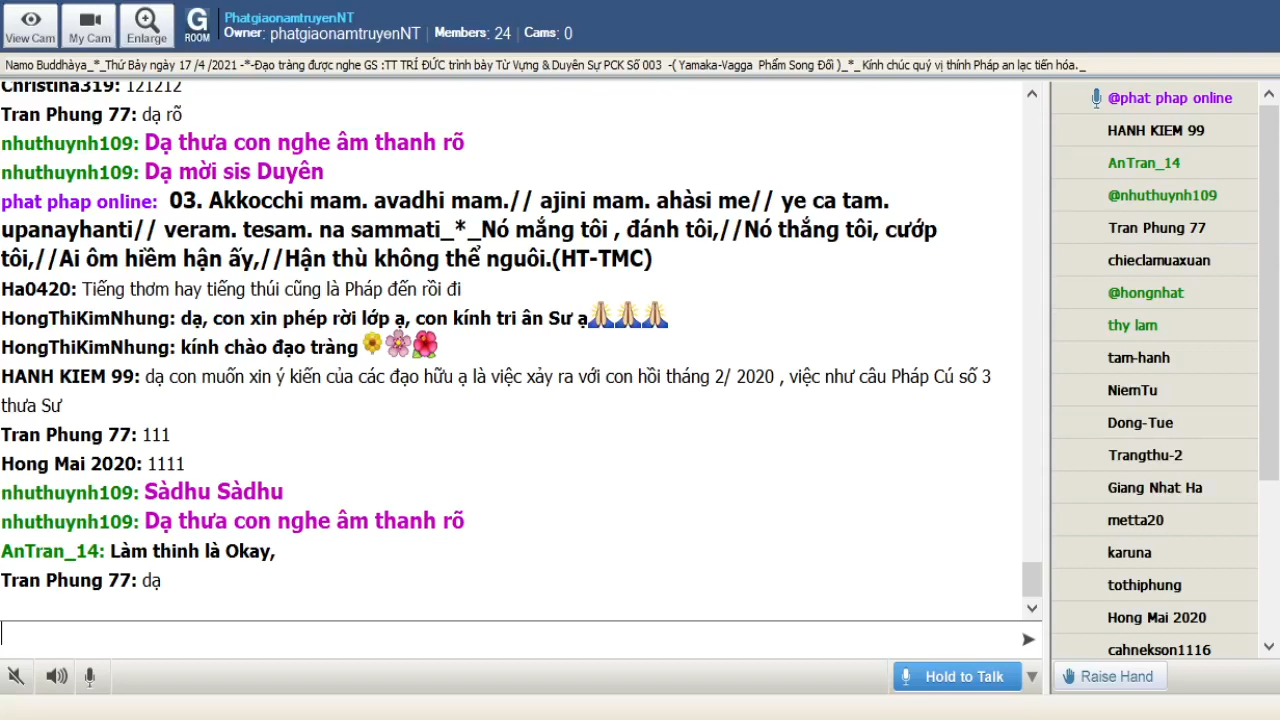 View Cam
My Cam
Enlarge
G
ROOM
PhatgiaonamtruyenNT
Owner: phatgiaonamtruyenNT | Members: 24 | Cams: 0
Namo Buddhàya_*_Thứ Bảy ngày 17 /4 /2021 -*-Đạo tràng được nghe GS :TT TRÍ ĐỨC trình bày Từ Vựng & Duyên Sự PCK Số 003 -( Yamaka-Vagga Phẩm Song Đối )_*_ Kính chúc quý vị thính Pháp an lạc tiến hóa._
Christina319: 121212
Tran Phung 77: dạ rõ
nhuthuynh109: Dạ thưa con nghe âm thanh rõ
nhuthuynh109: Dạ mời sis Duyên
phat phap online: 03. Akkocchi mam. avadhi mam.// ajini mam. ahàsi me// ye ca tam.
upanayhanti// veram. tesam. na sammati_*_Nó mắng tôi , đánh tôi,//Nó thắng tôi, cướp
tôi,//Ai ôm hiềm hận ấy,//Hận thù không thể nguôi.(HT-TMC)
Ha0420: Tiếng thơm hay tiếng thúi cũng là Pháp đến rồi đi
HongThiKimNhung: dạ, con xin phép rời lớp ạ, con kính tri ân Sư ạ
HongThiKimNhung: kính chào đạo tràng
HANH KIEM 99: dạ con muốn xin ý kiến của các đạo hữu ạ là việc xảy ra với con hồi tháng 2/ 2020 , việc như câu Pháp Cú số 3
thưa Sư
Tran Phung 77: 111
Hong Mai 2020: 1111
nhuthuynh109: Sàdhu Sàdhu
nhuthuynh109: Dạ thưa con nghe âm thanh rõ
AnTran_14: Làm thinh là Okay,
Tran Phung 77: dạ
@phat phap online
HANH KIEM 99
AnTran_14
@nhuthuynh109
Tran Phung 77
chieclamuaxuan
@hongnhat
thy lam
tam-hanh
NiemTu
Dong-Tue
Trangthu-2
Giang Nhat Ha
metta20
karuna
tothiphung
Hong Mai 2020
cahnekson1116
Hold to Talk
Raise Hand